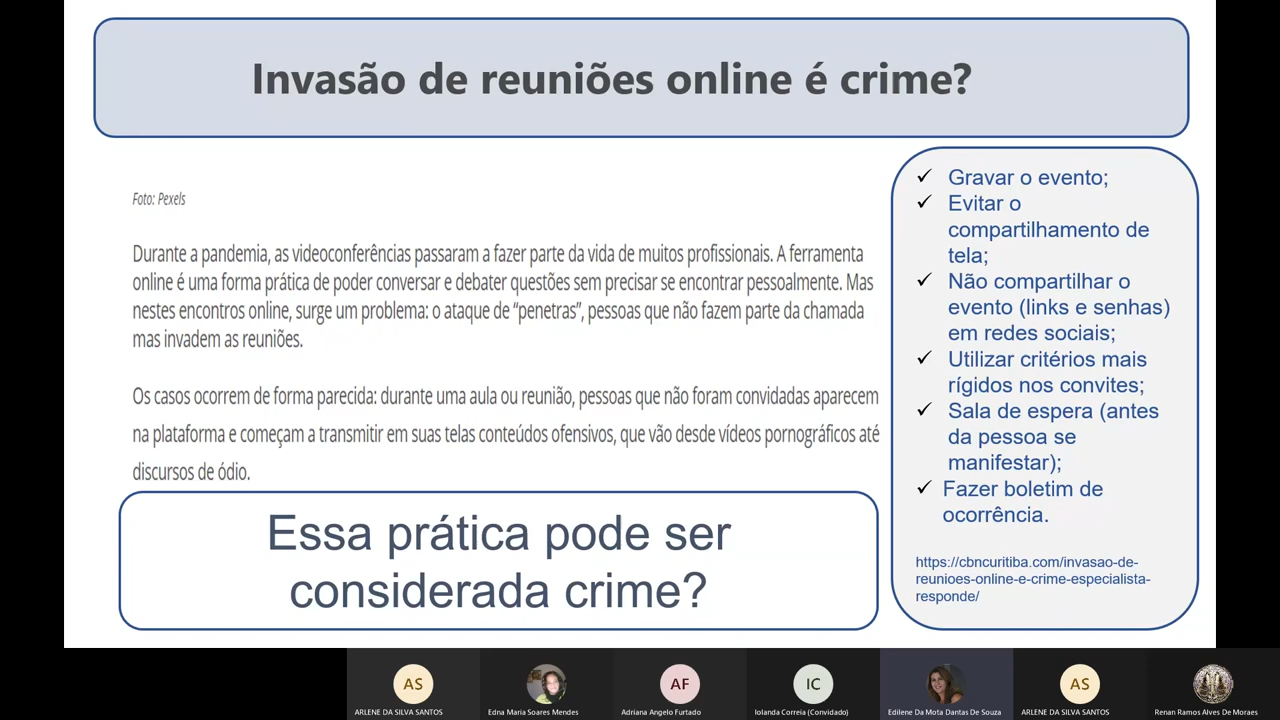 Invasão de reuniões online é crime?
Foto: Pexels
Durante a pandemia, as videoconferências passaram a fazer parte da vida de muitos profissionais. A ferramenta
online é uma forma prática de poder conversar e debater questões sem precisar se encontrar pessoalmente. Mas
nestes encontros online, surge um problema: o ataque de “penetras”, pessoas que não fazem parte da chamada
mas invadem as reuniões.
Os casos ocorrem de forma parecida: durante uma aula ou reunião, pessoas que não foram convidadas aparecem
na plataforma e começam a transmitir em suas telas conteúdos ofensivos, que vão desde vídeos pornográficos até
discursos de ódio.
Essa prática pode ser
considerada crime?
✓ Gravar o evento;
✓ Evitar o
compartilhamento de
tela;
✓ Não compartilhar o
evento (links e senhas)
em redes sociais;
✓ Utilizar critérios mais
rígidos nos convites;
✓ Sala de espera (antes
da pessoa se
manifestar);
✓ Fazer boletim de
ocorrência.
https://cbncuritiba.com/invasao-de-
reunioes-online-e-crime-especialista-
responde/
AS
AF
IC
AS
ARLENE DA SILVA SANTOS
Edna Maria Soares Mendes
Adriana Angelo Furtado
Iolanda Correia (Convidado)
Edilene Da Mota Dantas De Souza
ARLENE DA SILVA SANTOS
Renan Ramos Alves De Moraes